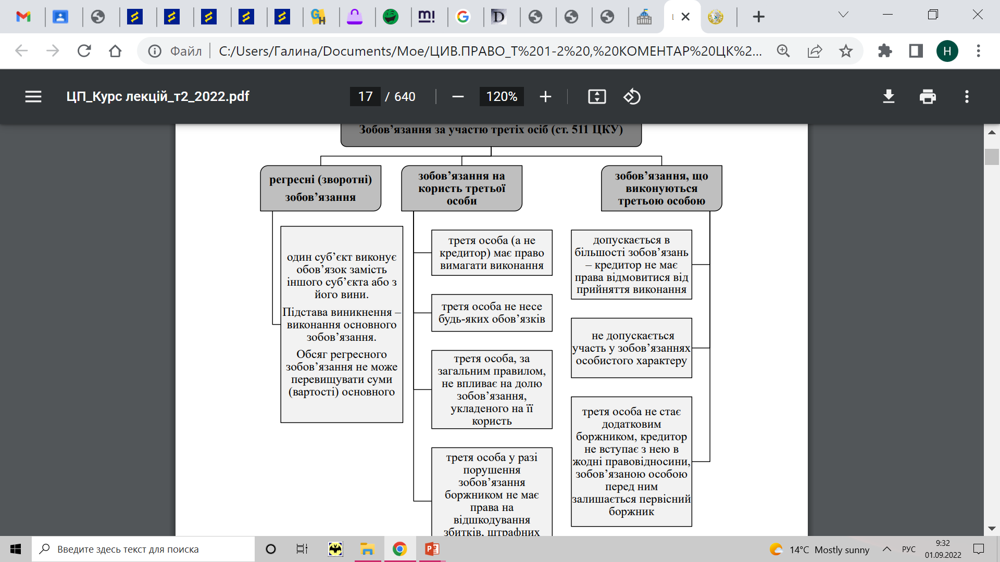 Файл
C:/Users/Галина/Documents/Мое/ЦИВ.ПРАВО_Т%201-2%20,%20КОМЕНТАР%20ЦК%2...
Н
ЦП_Курс лекцій_т2_2022.pdf
17 / 640
120%
Зобов’язання за участю третіх осіб (ст. 511 ЦКУ)
регресні (зворотні)
зобов’язання
один суб’єкт виконує
обов’язок замість
іншого суб’єкта або з
його вини.
Підстава виникнення –
виконання основного
зобов’язання.
Обсяг регресного
зобов’язання не може
перевищувати суми
(вартості) основного
зобов’язання на
користь третьої
особи
третя особа (а не
кредитор) має право
вимагати виконання
третя особа не несе
будь-яких обов’язків
третя особа, за
загальним правилом,
не впливає на долю
зобов’язання,
укладеного на її
користь
третя особа у разі
порушення
зобов’язання
боржником не має
права на
відшкодування
збитків, штрафних
зобов’язання, що
виконуються
третьою особою
допускається в
більшості зобов’язань
– кредитор не має
права відмовитися від
прийняття виконання
не допускається
участь у зобов’язаннях
особистого характеру
третя особа не стає
додатковим
боржником, кредитор
не вступає з нею в
жодні правовідносини,
зобов’язаною особою
перед ним
залишається первісний
боржник
Введите здесь текст для поиска
14°C Mostly sunny
РУС
9:32
01.09.2022